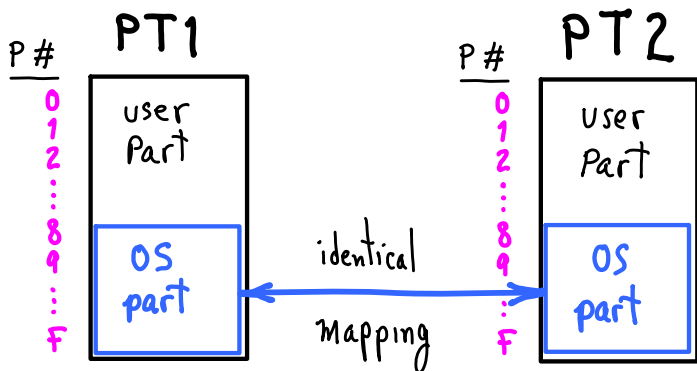 PT1
P#
0
1
2
⋮
8
9
⋮
F
user
Part
OS
part
identical
Mapping
PT2
P#
0
1
2
⋮
8
9
⋮
F
user
Part
OS
part